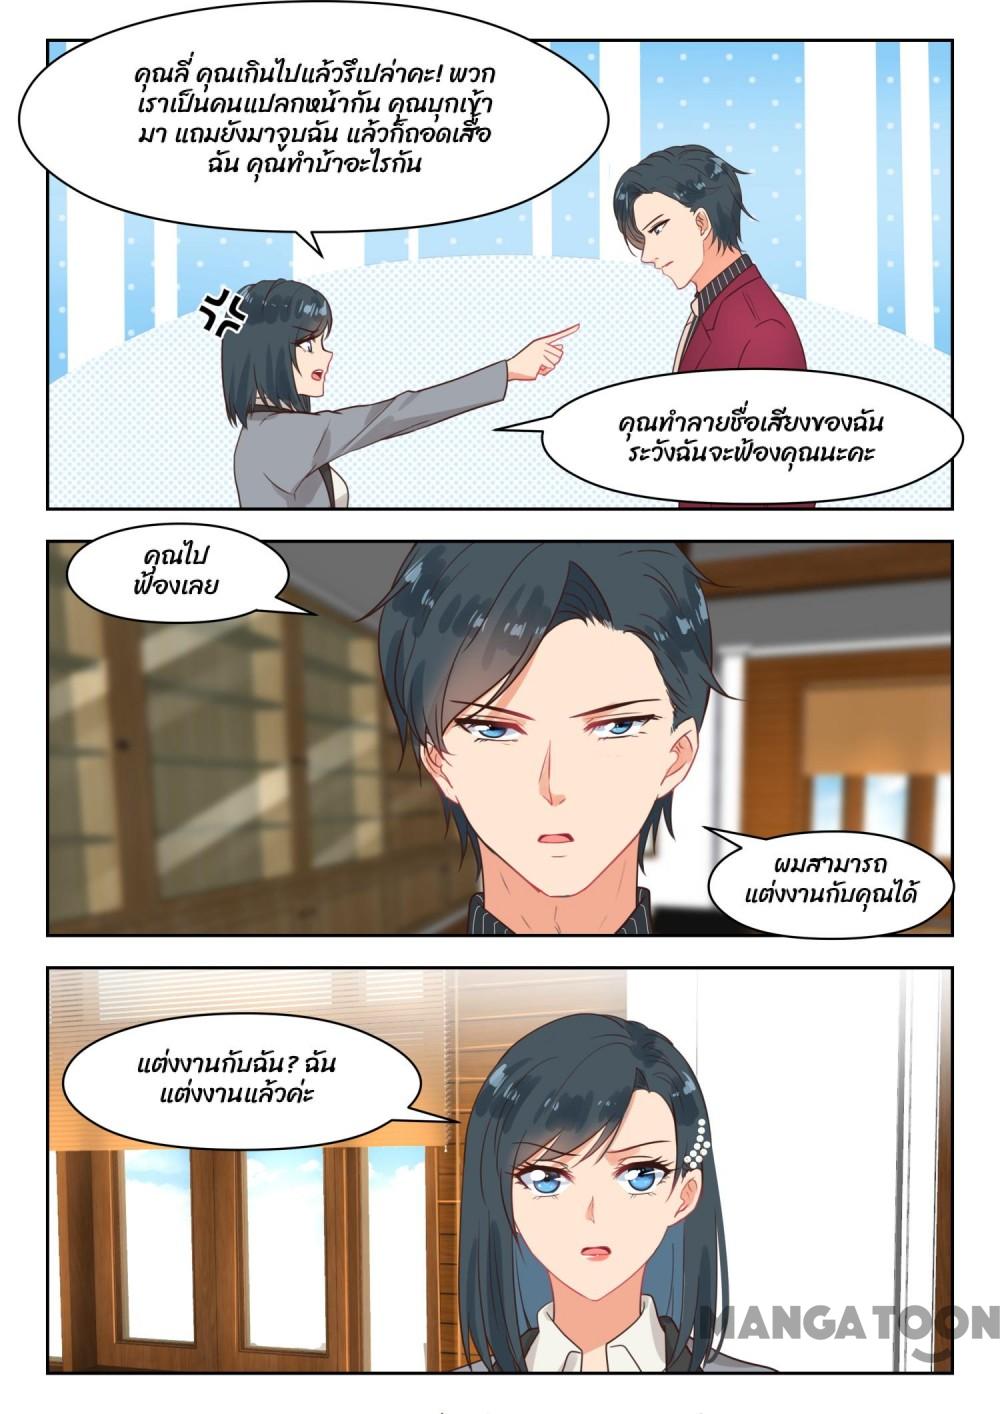 คุณลี่ คุณเกินไปแล้วรึเปล่าคะ! พวก
เราเป็นคนแปลกหน้ากัน คุณบุกเข้า
มา แถมยังมาจูบฉัน แล้วก็ถอดเสื้อ
ฉัน คุณทำบ้าอะไรกัน
คุณทำลายชื่อเสียงของฉัน
ระวังฉันจะฟ้องคุณนะคะ
คุณไป
ฟ้องเลย
ผมสามารถ
แต่งงานกับคุณได้
แต่งงานกับฉัน? ฉัน
แต่งงานแล้วค่ะ
MANGATOON